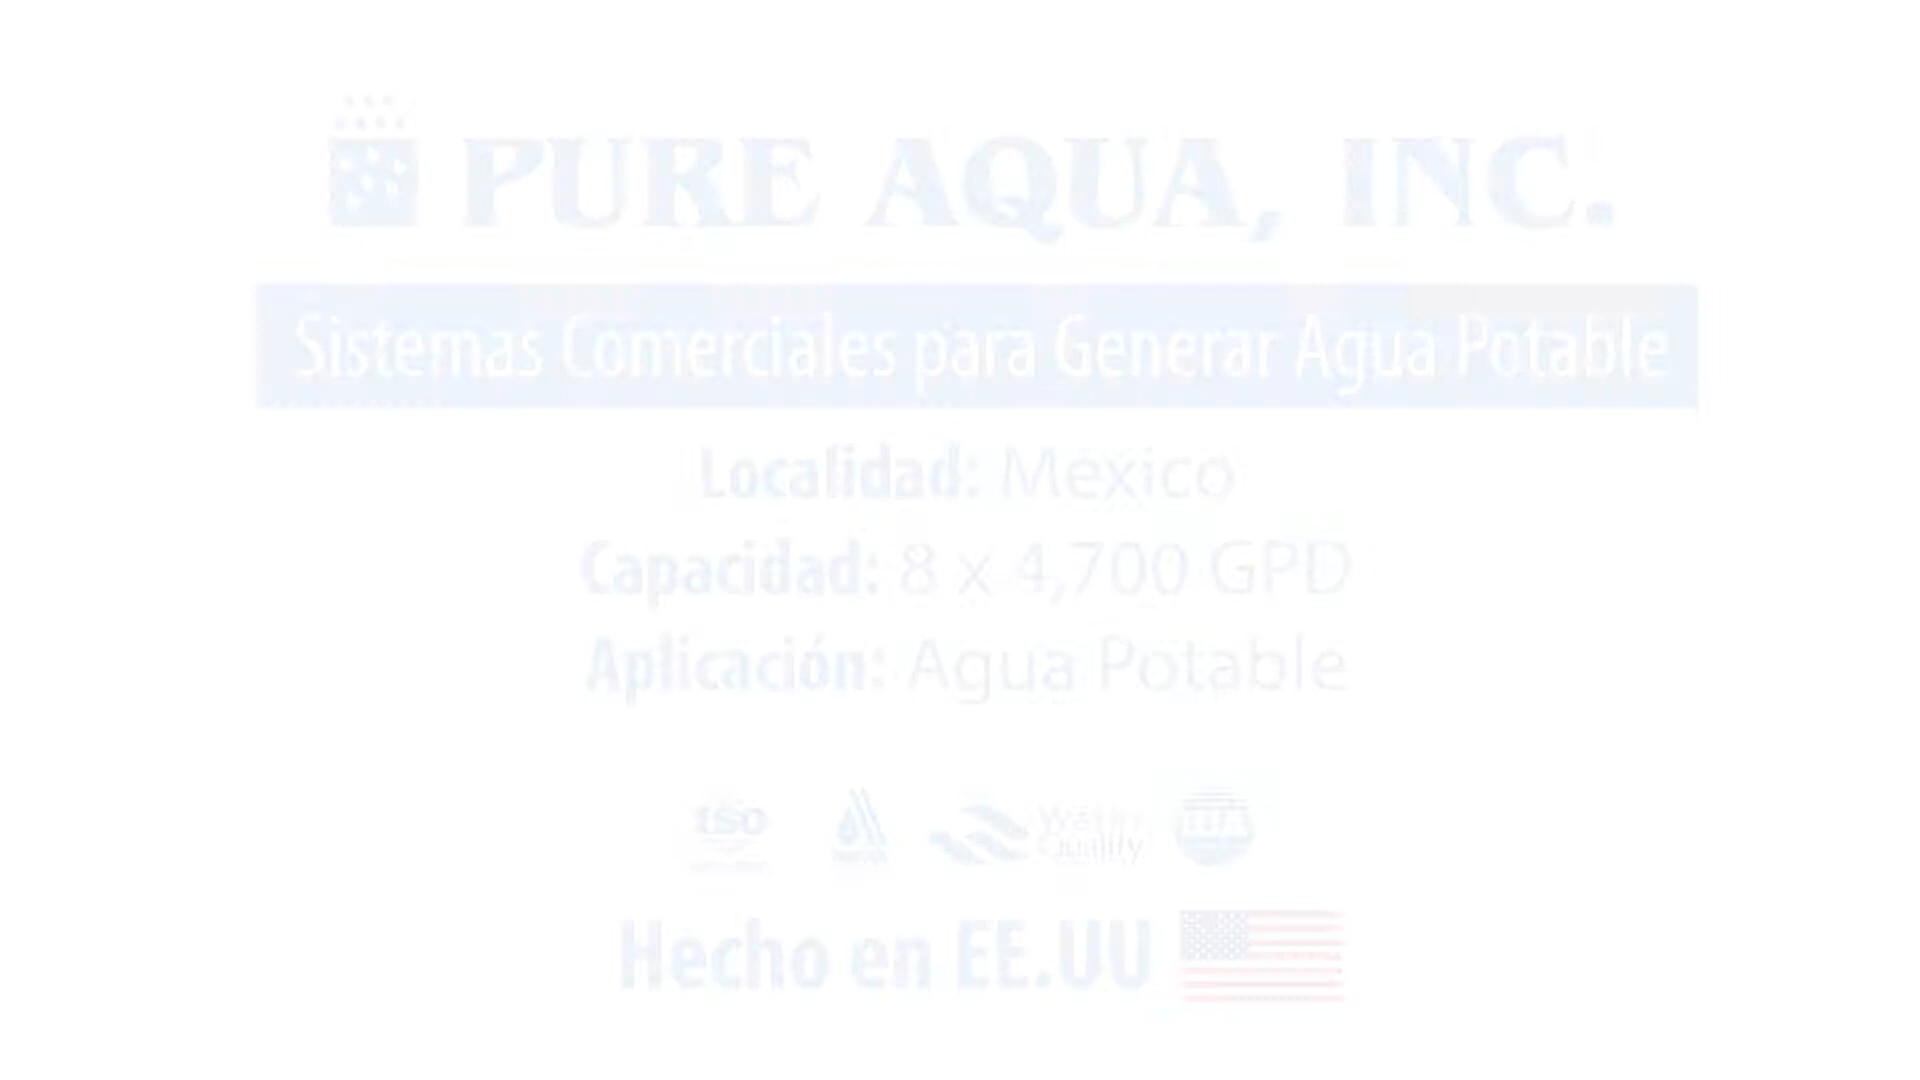 PURE AQUA, INC.
Sistemas Comerciales para Generar Agua Potable
Localidad: Mexico
Capacidad: 8 x 4,700 GPD
Aplicación: Agua Potable
Water
Quality
Hecho en EE.UU